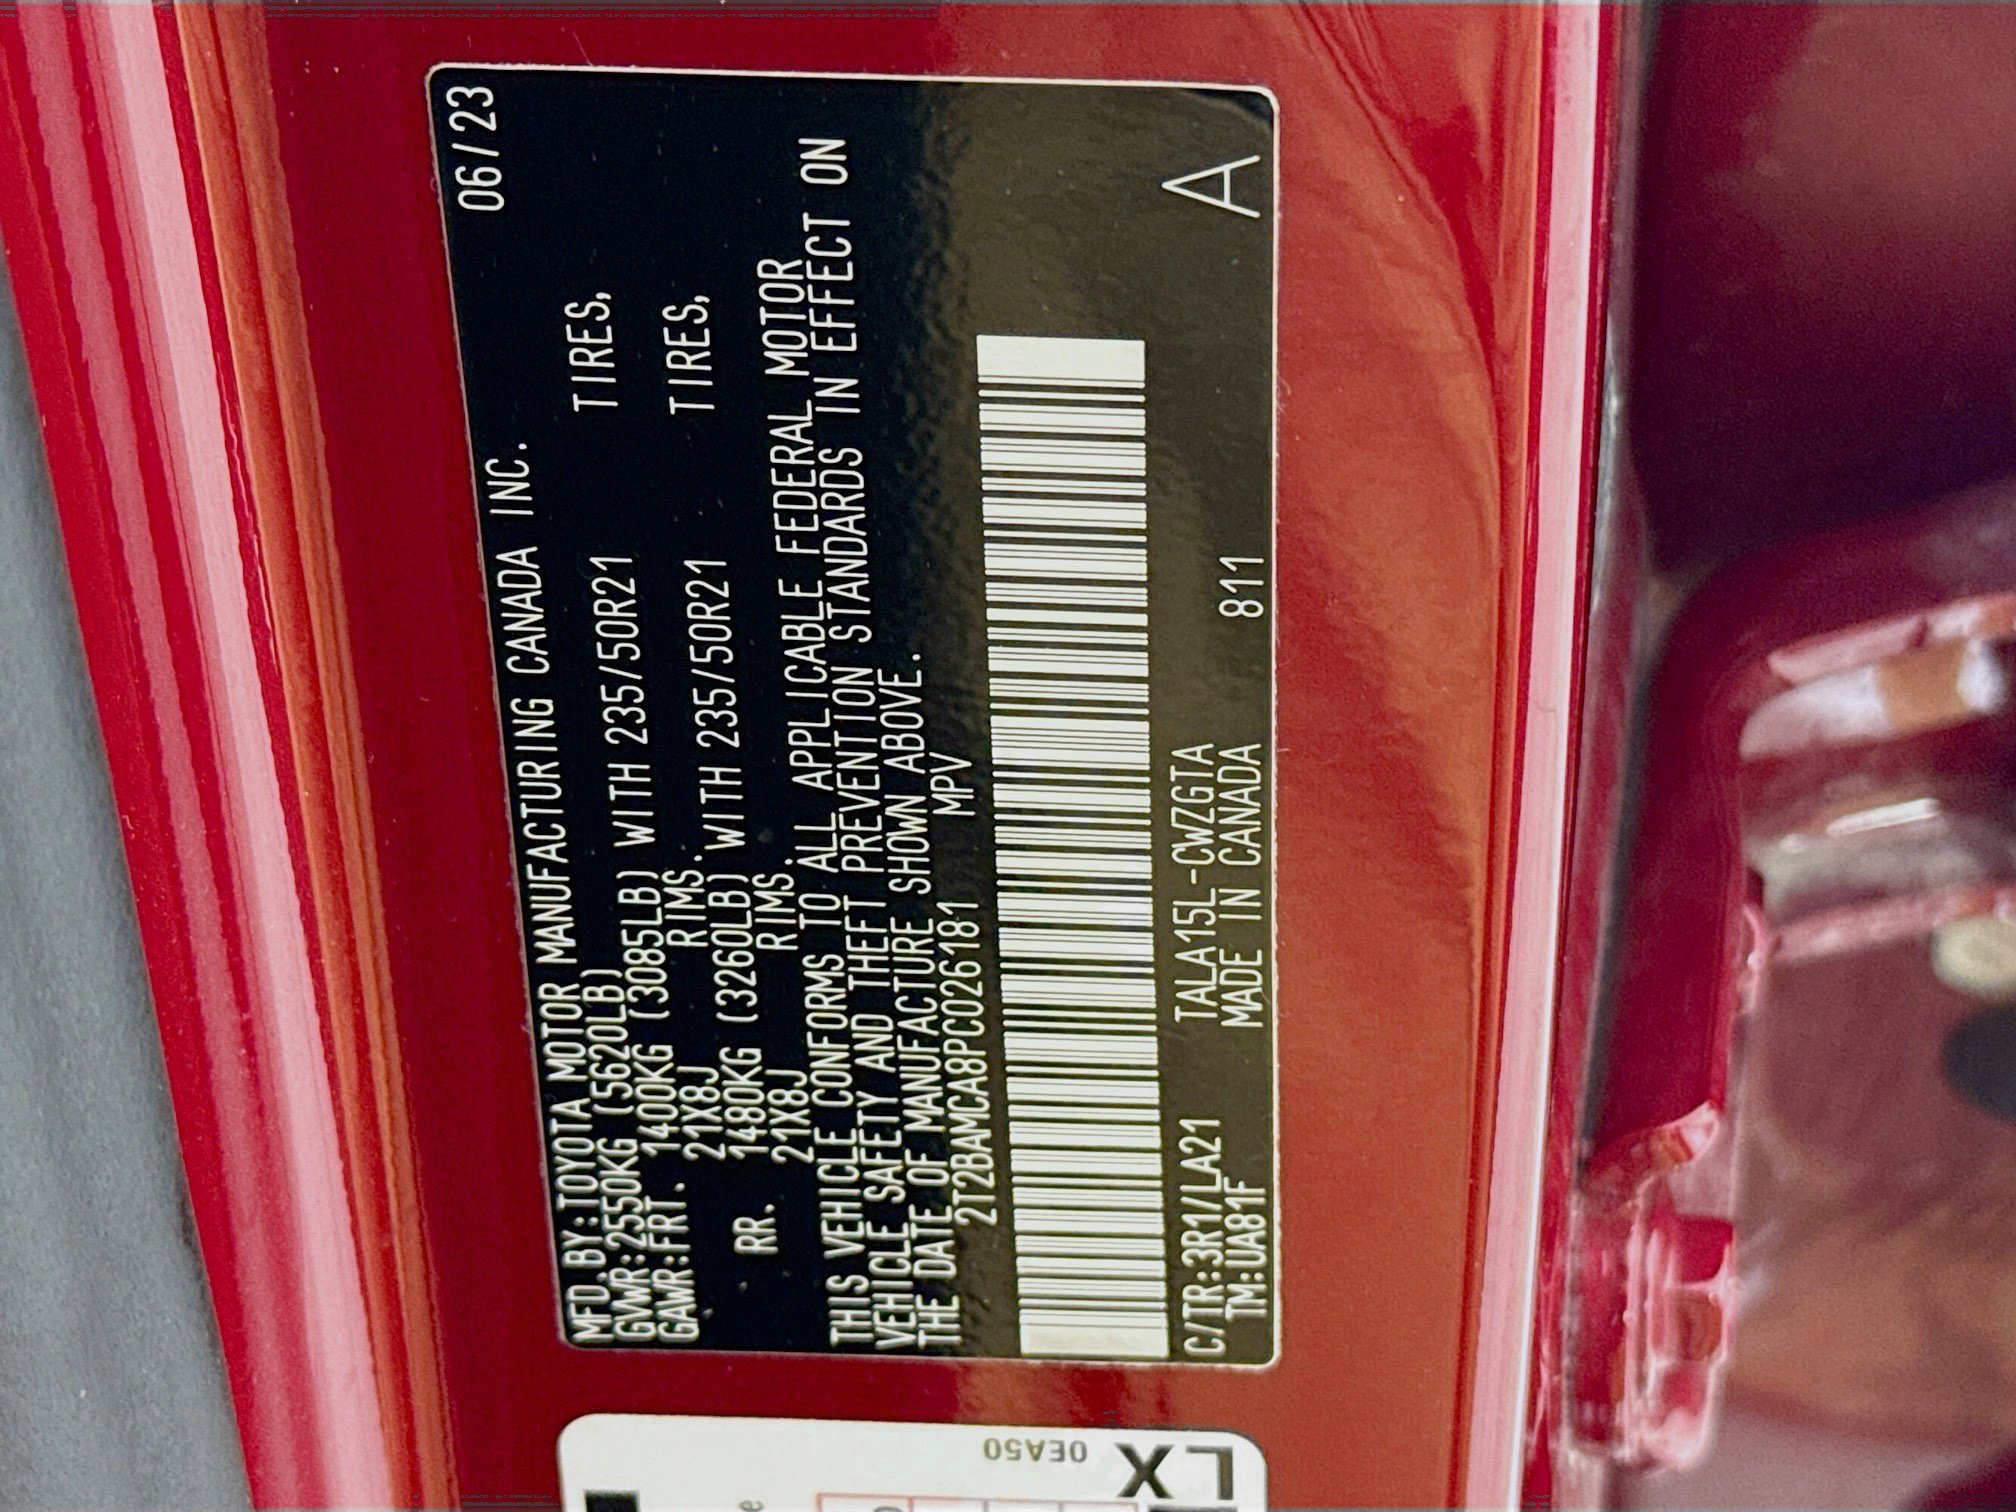 06/23
MFD.BY:TOYOTA MOTOR MANUFACTURING CANADA INC.
GVWR:2550KG (5620LB)
GAWR:FRT. 1400KG (3085LB) WITH 235/50R21 TIRES,
21X8J RIMS.
RR. 1480KG (3260LB) WITH 235/50R21 TIRES,
21X8J RIMS.
THIS VEHICLE CONFORMS TO ALL APPLICABLE FEDERAL MOTOR
VEHICLE SAFETY AND THEFT PREVENTION STANDARDS IN EFFECT ON
THE DATE OF MANUFACTURE SHOWN ABOVE.
2T2BAMCA8PC026181 MPV
C/TR:3R1/LA21 TALA15L-CWZGTA A
TM:UA81F MADE IN CANADA 811
0EA50